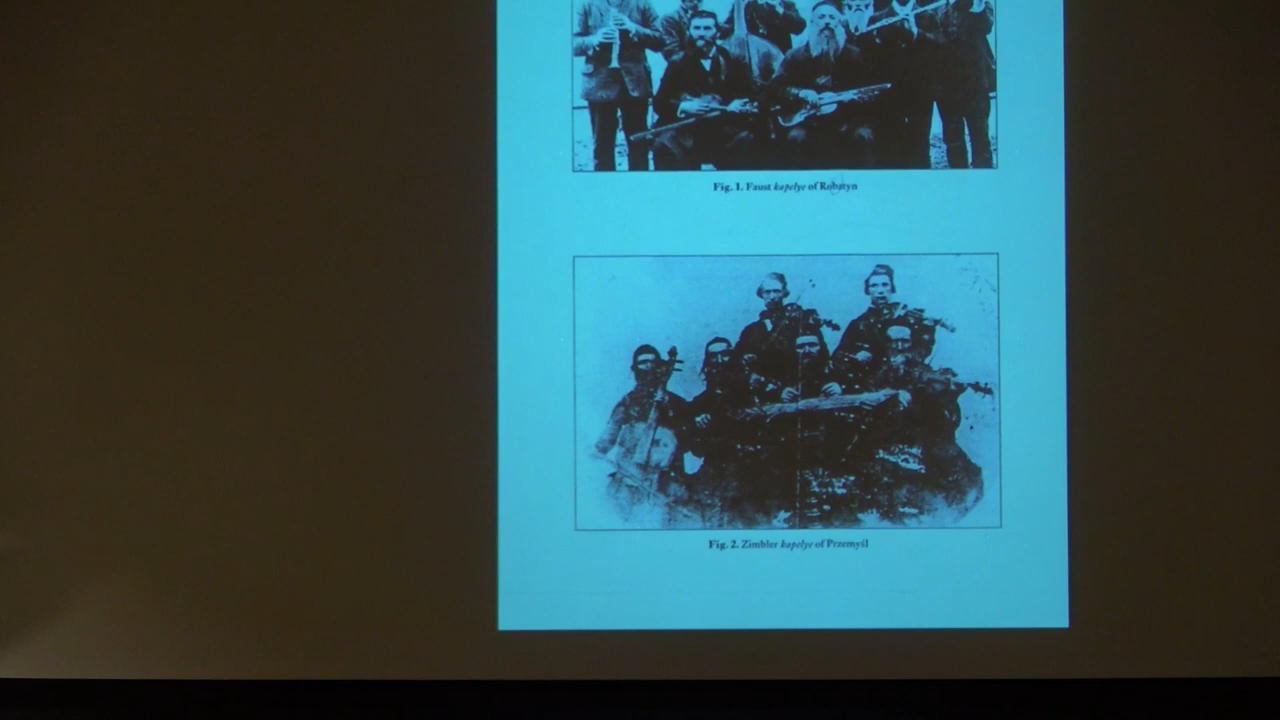 Fig. 1. Faust kapelye of Rohatyn
Fig. 2. Zimbler kapelye of Przemyśl